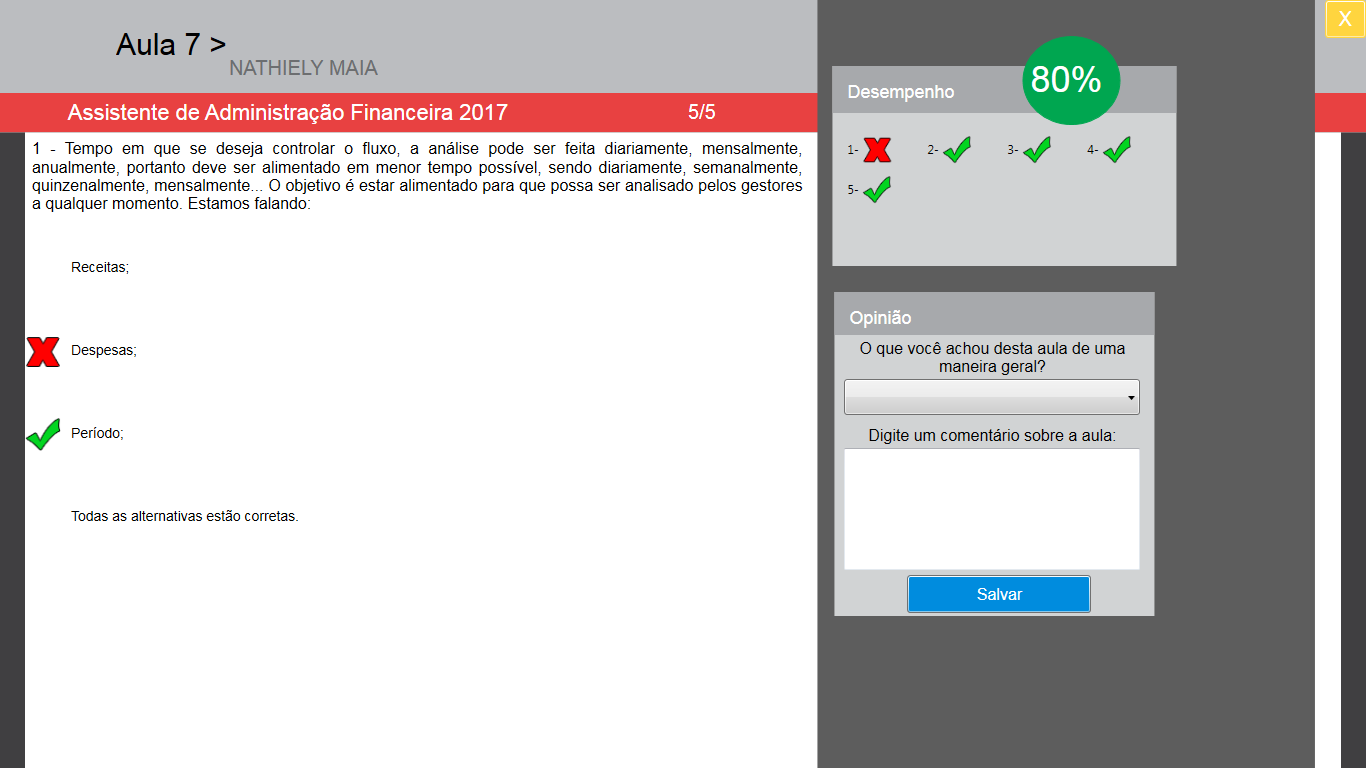 Aula 7 >
NATHIELY MAIA
X
Assistente de Administração Financeira 2017
5/5
1 - Tempo em que se deseja controlar o fluxo, a análise pode ser feita diariamente, mensalmente,
anualmente, portanto deve ser alimentado em menor tempo possível, sendo diariamente, semanalmente,
quinzenalmente, mensalmente... O objetivo é estar alimentado para que possa ser analisado pelos gestores
a qualquer momento. Estamos falando:
Receitas;
Despesas;
Período;
Todas as alternativas estão corretas.
Desempenho
80%
1-
2-
3-
4-
5-
Opinião
O que você achou desta aula de uma
maneira geral?
Digite um comentário sobre a aula:
Salvar